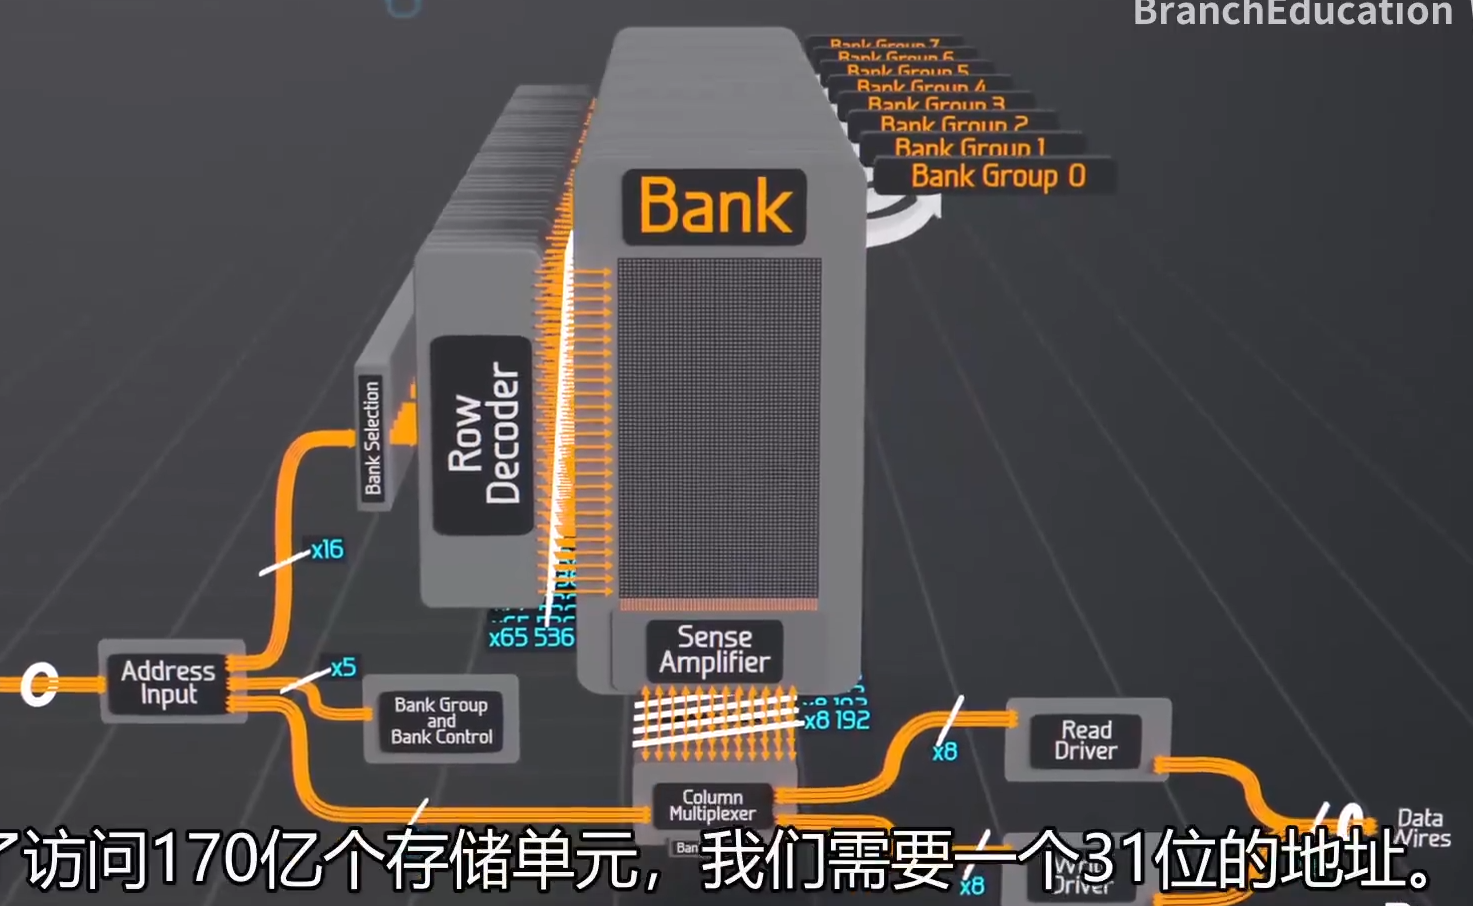 BranchEducation
Bank Group 7
Bank Group 6
Bank Group 5
Bank Group 4
Bank Group 3
Bank Group 2
Bank Group 1
Bank Group 0
Bank
Row
Decoder
Bank Selection
x16
x65 536
Address
Input
x5
Bank Group
and
Bank Control
Sense
Amplifier
x8 192
Read
Driver
x8
Column
Multiplexer
Data
Wires
Driver
x8
访问170亿个存储单元，我们需要一个31位的地址。